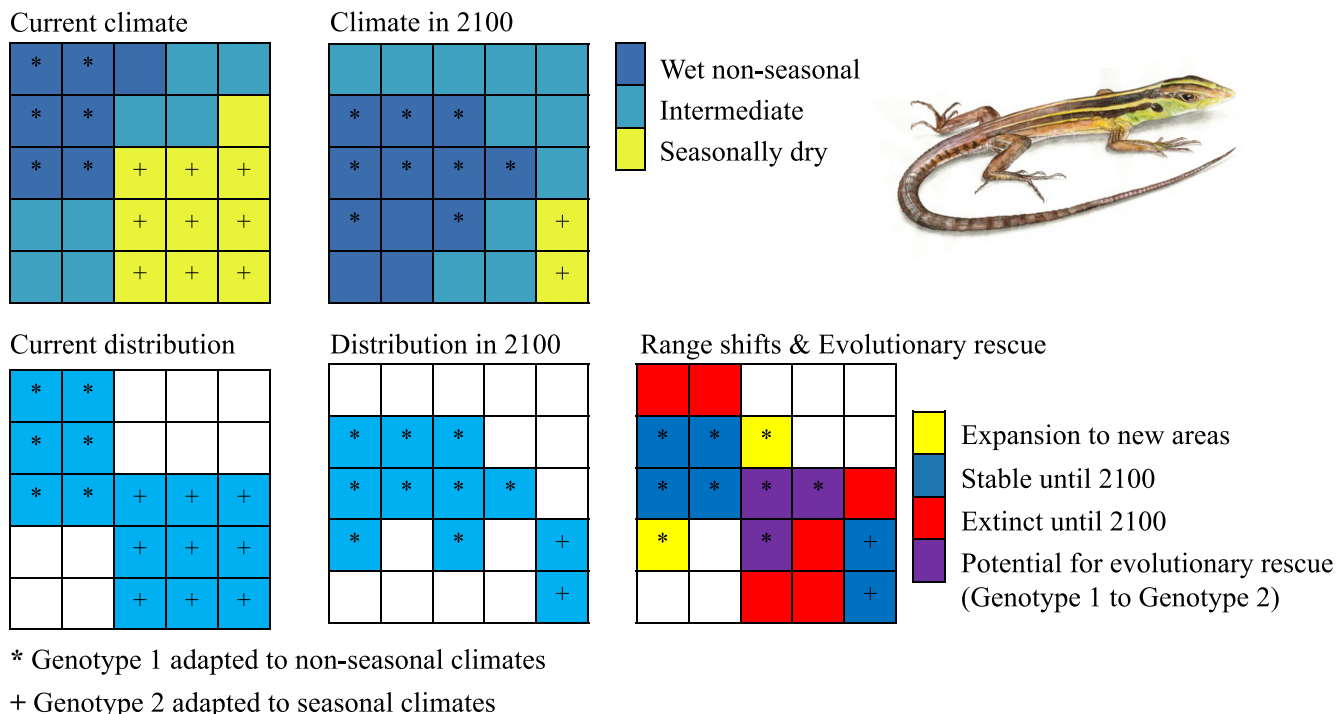 Current climate
Climate in 2100
* *
* *
* * + + +
+ + +
+ + +
* * *
* * * *
* * +
+
Wet non-seasonal
Intermediate
Seasonally dry
Current distribution
Distribution in 2100
Range shifts & Evolutionary rescue
* *
* *
* * + + +
+ + +
+ + +
* * *
* * * *
* * +
+
* * *
* * * *
* * +
+
Expansion to new areas
Stable until 2100
Extinct until 2100
Potential for evolutionary rescue
(Genotype 1 to Genotype 2)
* Genotype 1 adapted to non-seasonal climates
+ Genotype 2 adapted to seasonal climates